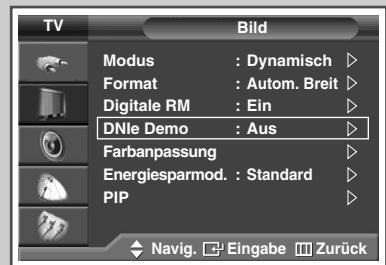 TV Bild
Modus : Dynamisch
Format : Autom. Breit
Digitale RM : Ein
DNIe Demo : Aus
Farbanpassung
Energiesparmod. : Standard
PIP
Navig. Eingabe Zurück